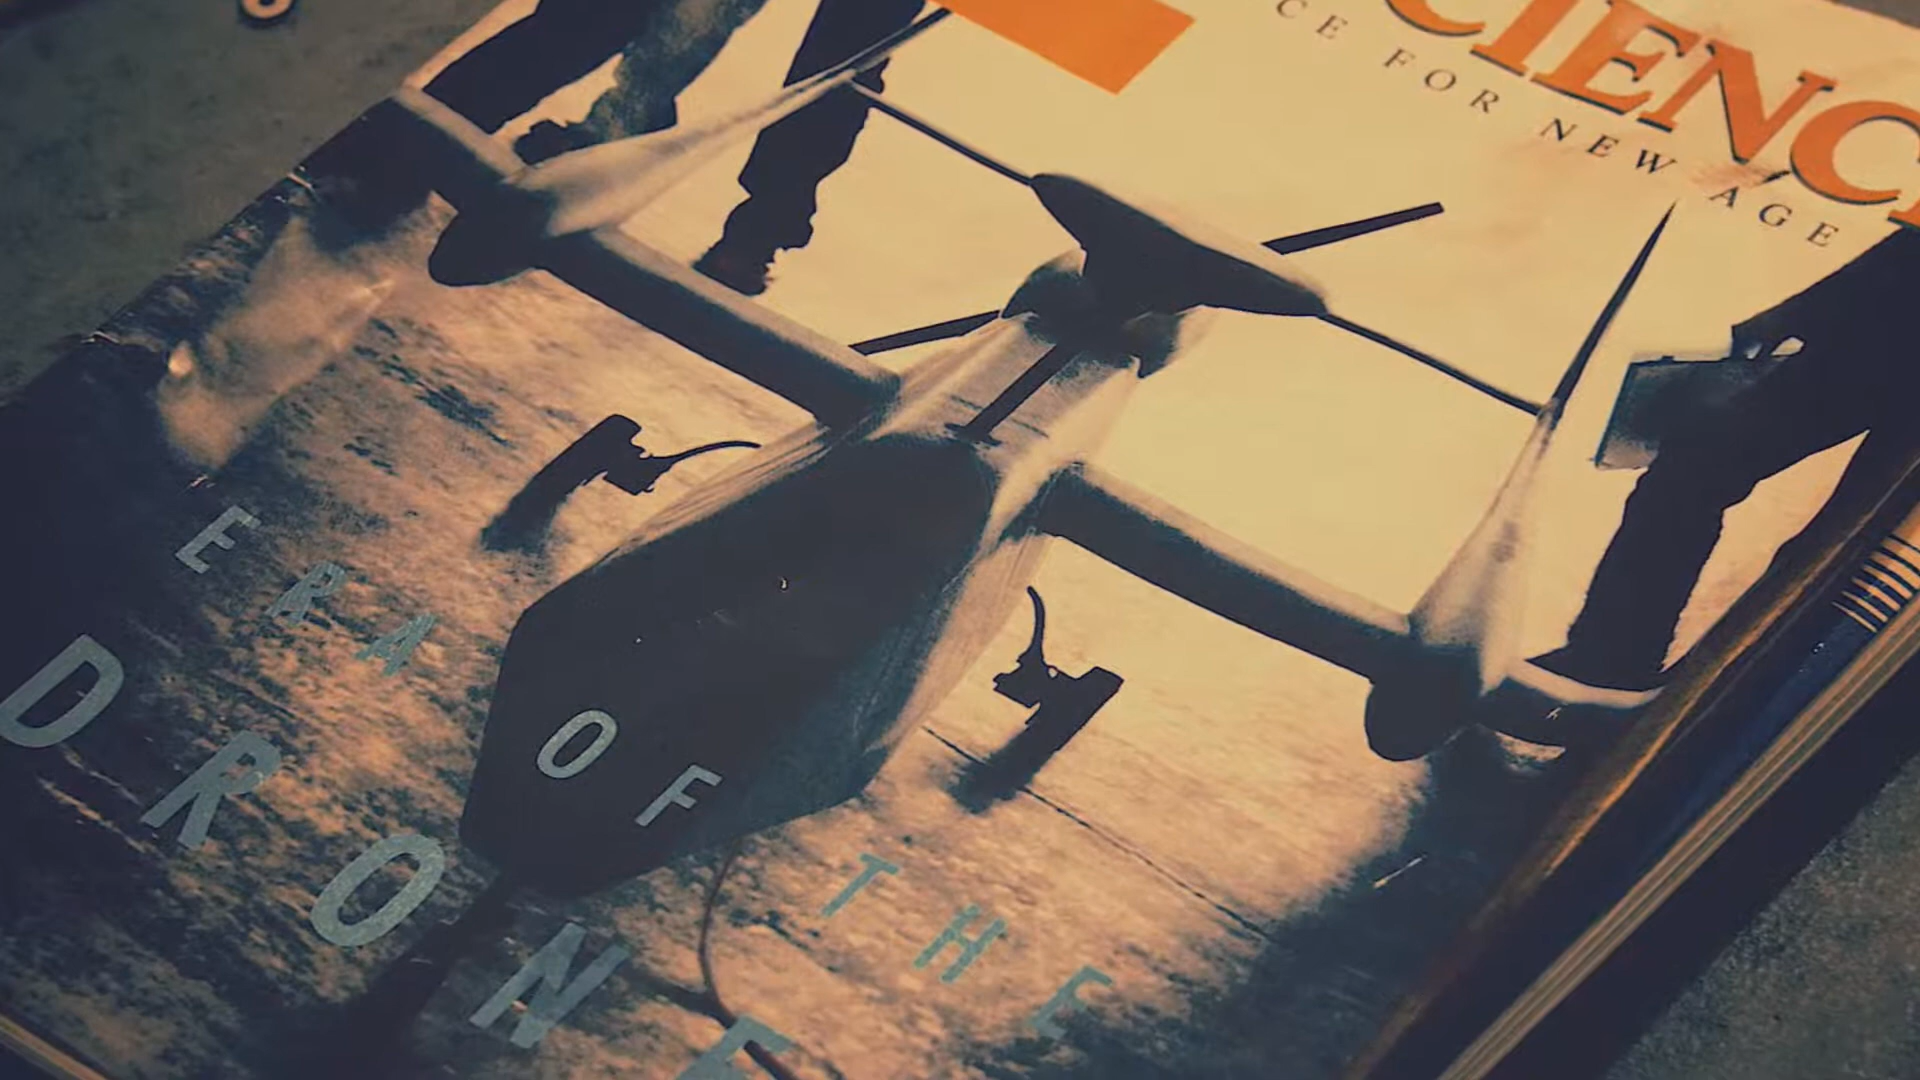 CIENC
CE FOR NEW AGE
ERA OF THE
DRONE